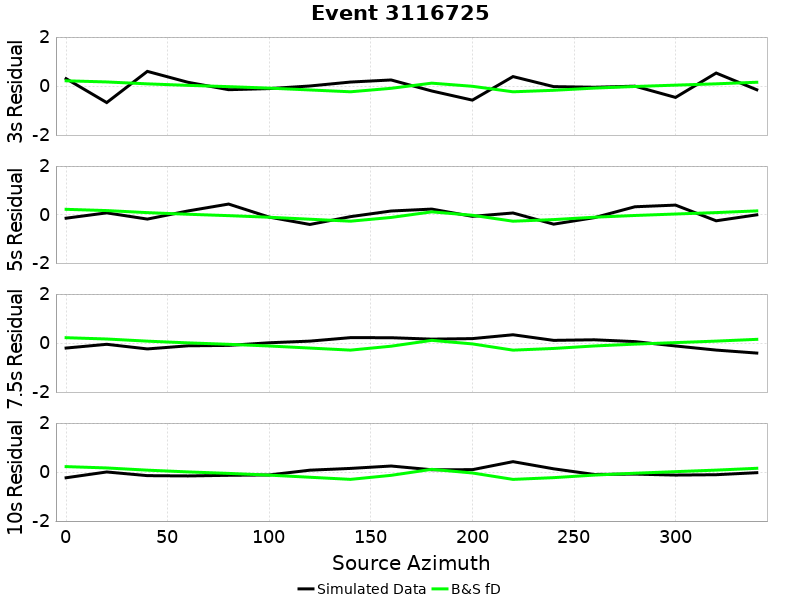 Event 3116725
3s Residual
2
0
-2
5s Residual
2
0
-2
7.5s Residual
2
0
-2
10s Residual
2
0
-2
0 50 100 150 200 250 300
Source Azimuth
Simulated Data B&S fD